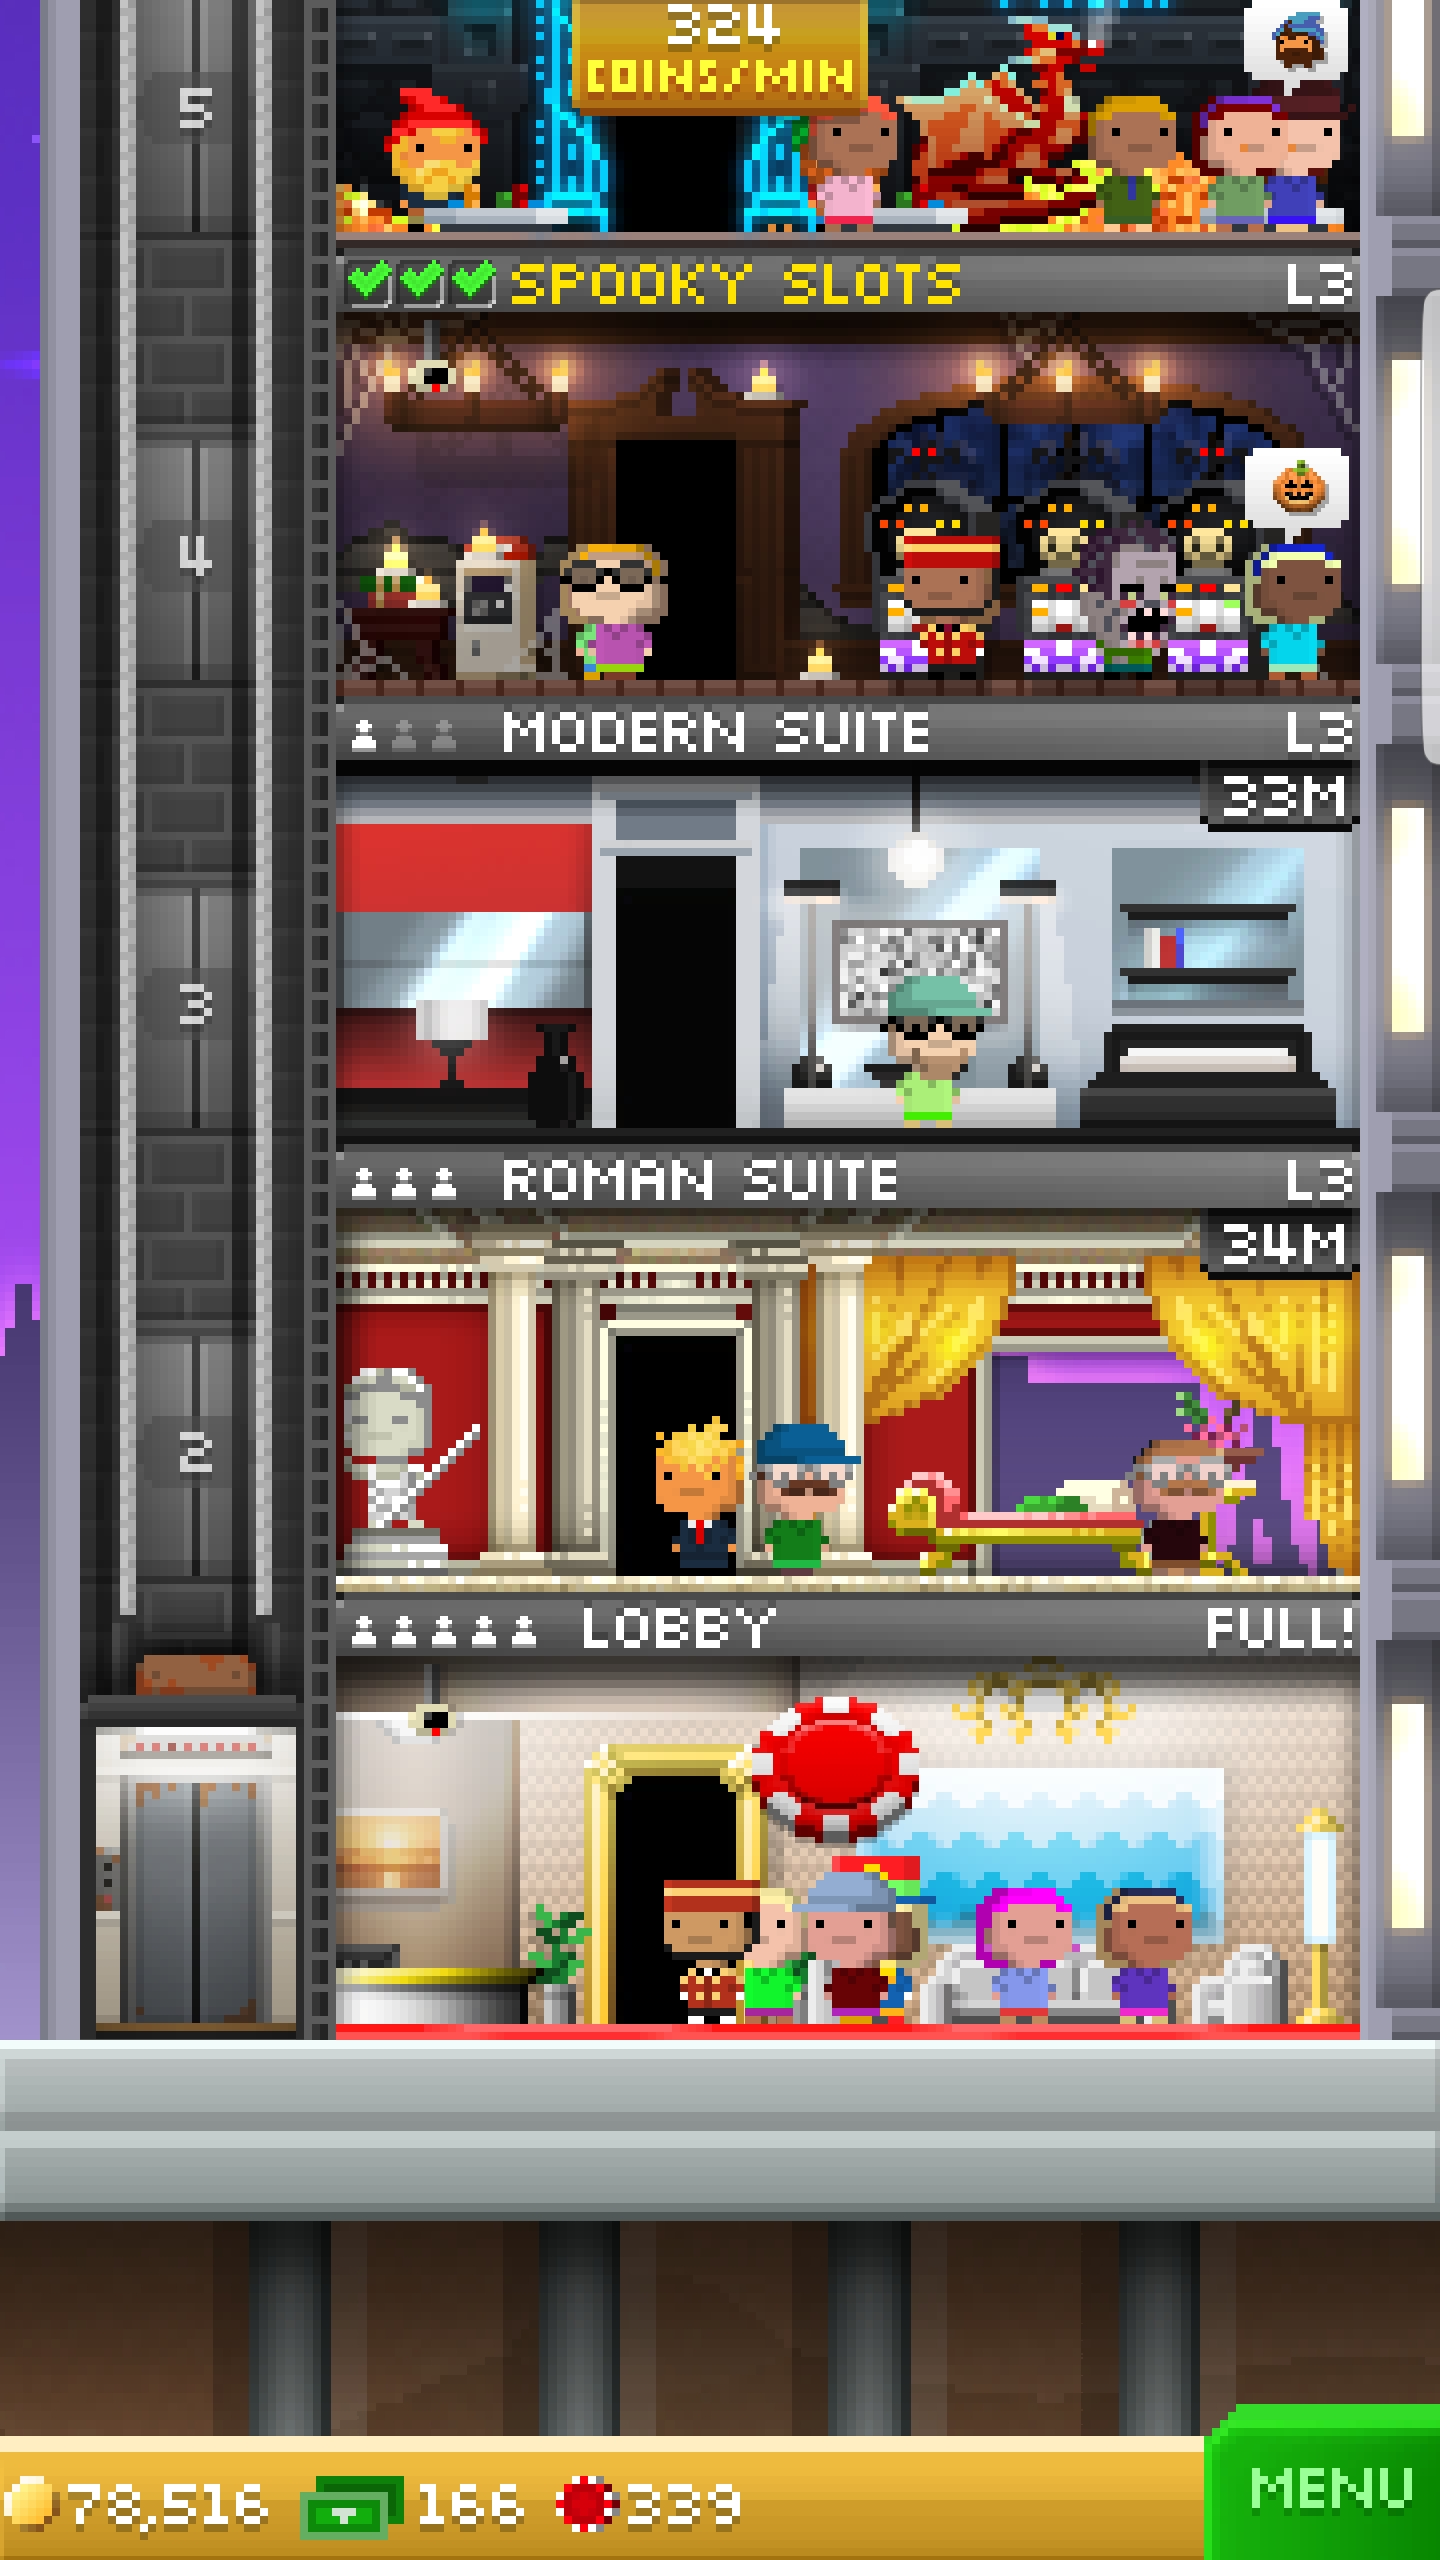 324
COINS/MIN
5
SPOOKY SLOTS L3
4
MODERN SUITE L3
33M
3
ROMAN SUITE L3
34M
2
LOBBY FULL!
78,516 166 339
MENU